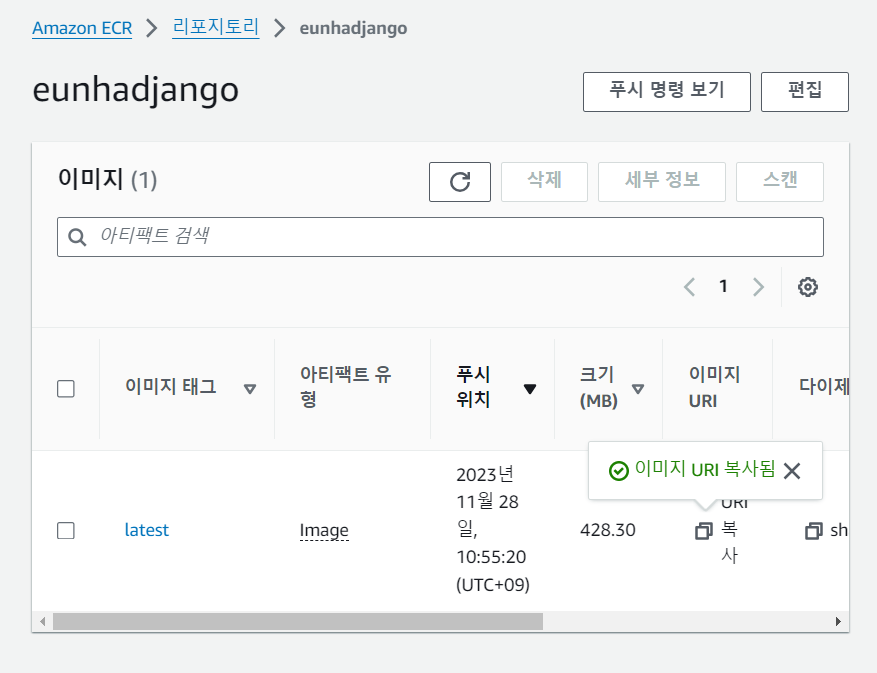 Amazon ECR > 리포지토리 > eunhadjango
eunhadjango
푸시 명령 보기
편집
이미지 (1)
삭제
세부 정보
스캔
아티팩트 검색
1
이미지 태그
아티팩트 유
형
푸시
위치
크기
(MB)
이미지
URI
다이제
이미지 URI 복사됨
latest
Image
2023년
11월 28
일,
10:55:20
(UTC+09)
428.30
URI
복
사
sh